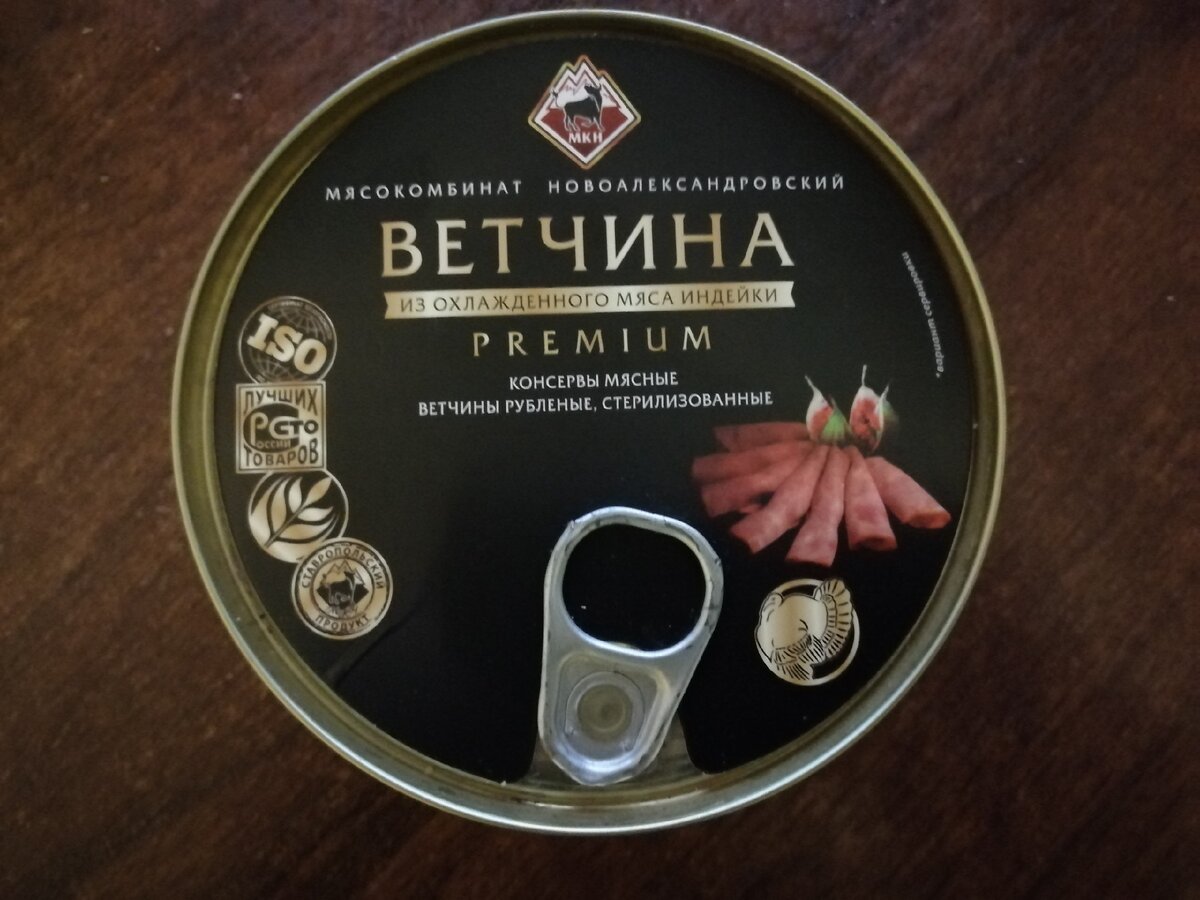 МКН
МЯСОКОМБИНАТ НОВОАЛЕКСАНДРОВСКИЙ
ВЕТЧИНА
ИЗ ОХЛАЖДЕННОГО МЯСА ИНДЕЙКИ
PREMIUM
КОНСЕРВЫ МЯСНЫЕ
ВЕТЧИНЫ РУБЛЕНЫЕ, СТЕРИЛИЗОВАННЫЕ
*вариант сервировки
ISO
ЛУЧШИХ
СТО
РОССИИ
ТОВАРОВ
СТАВРОПОЛЬСКИЙ
ПРОДУКТ